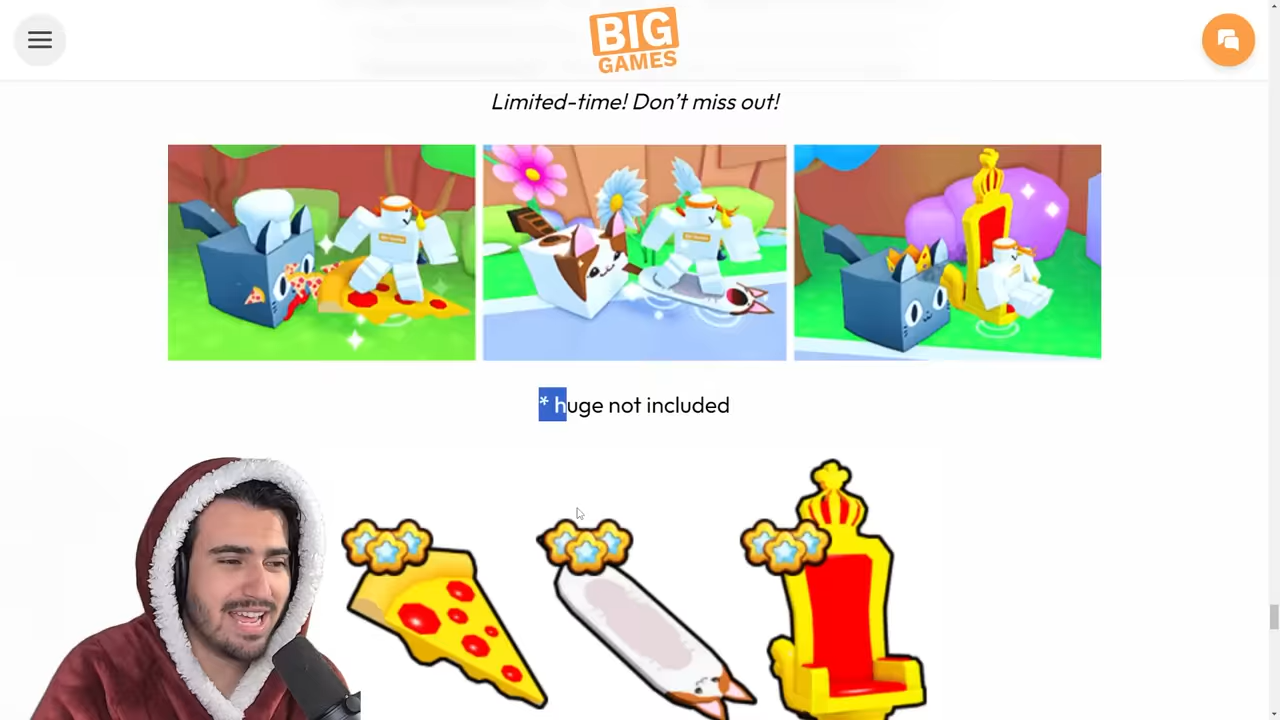 BIG
GAMES
Limited-time! Don’t miss out!
* huge not included